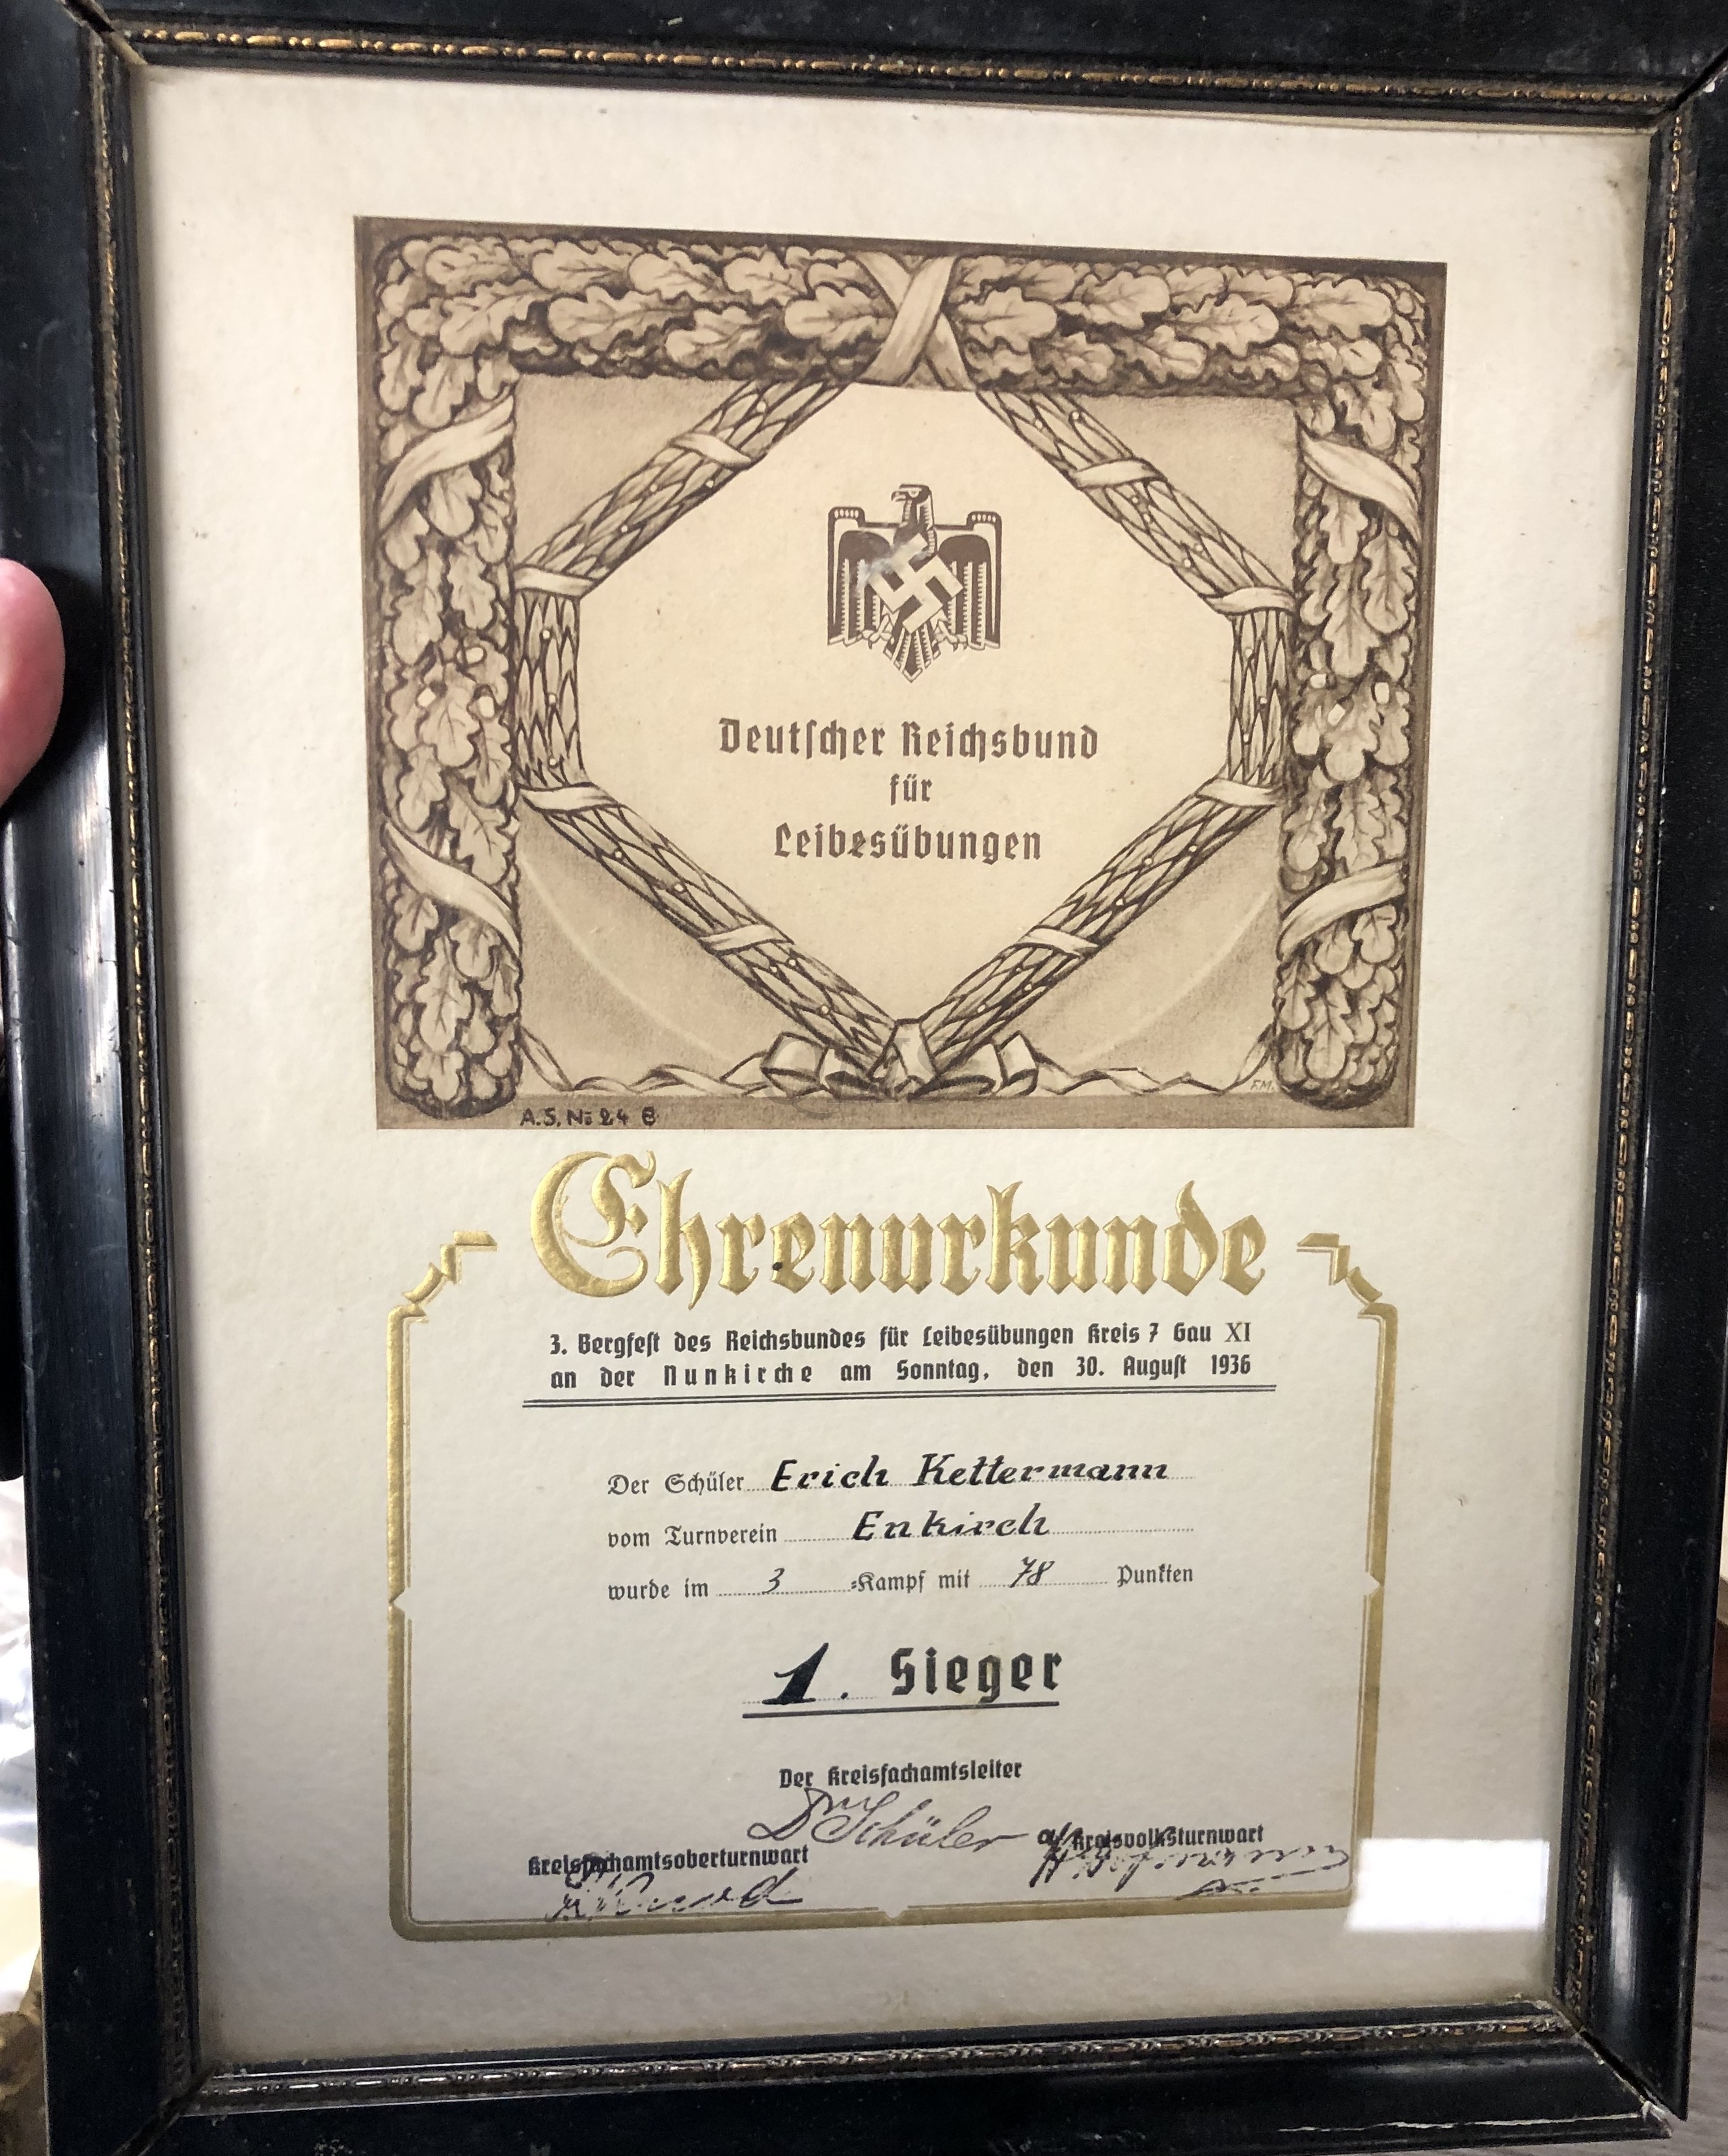 Deutscher Reichsbund
für
Leibesübungen
F.M.
A.S. No 24 B
Ehrenurkunde
3. Bergfest des Reichsbundes für Leibesübungen Kreis 7 Gau XI
an der Nunkirche am Sonntag, den 30. August 1936
Der Schüler Erich Kettermann
vom Turnverein Enkirch
wurde im 3 =Kampf mit 78 Punkten
1. Sieger
Der Kreisfachamtsleiter
Dr Schüler
Kreisvolksturnwart
Kreisfachamtsoberturnwart